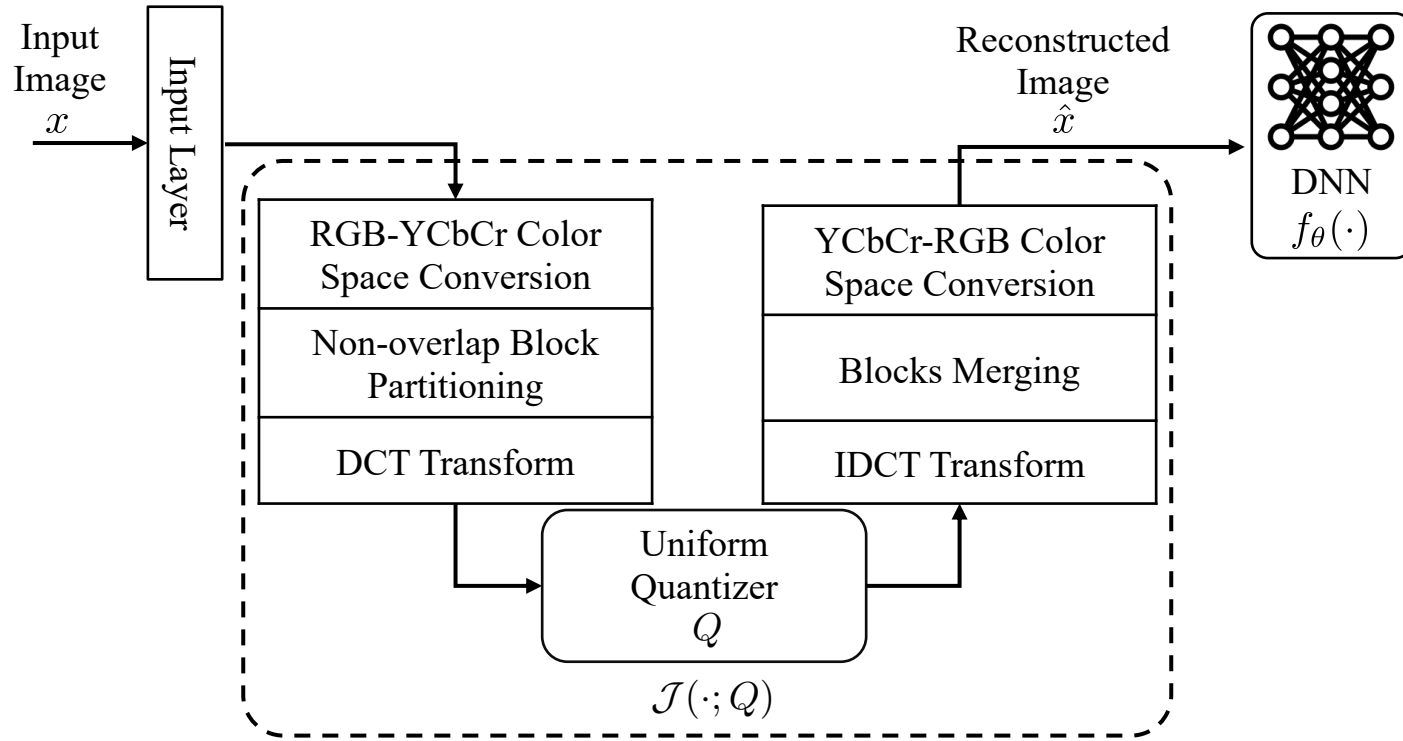 Input
Image
x
Input Layer
RGB-YCbCr Color
Space Conversion
Non-overlap Block
Partitioning
DCT Transform
Uniform
Quantizer
Q
𝒥(·; Q)
YCbCr-RGB Color
Space Conversion
Blocks Merging
IDCT Transform
Reconstructed
Image
x̂
DNN
f_θ(·)